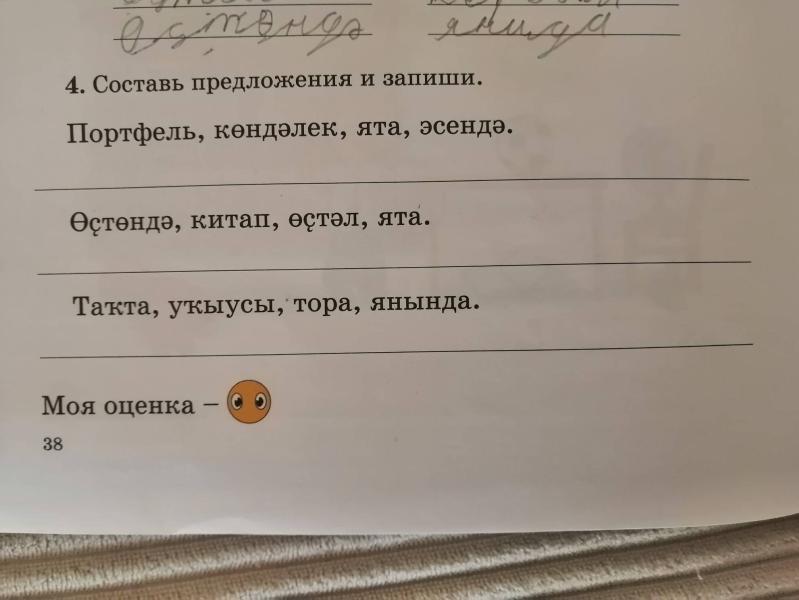 өҫтөндә янында
4. Составь предложения и запиши.
Портфель, көндәлек, ята, эсендә.
Өҫтөндә, китап, өҫтәл, ята.
Таҡта, уҡыусы, тора, янында.
Моя оценка –
38